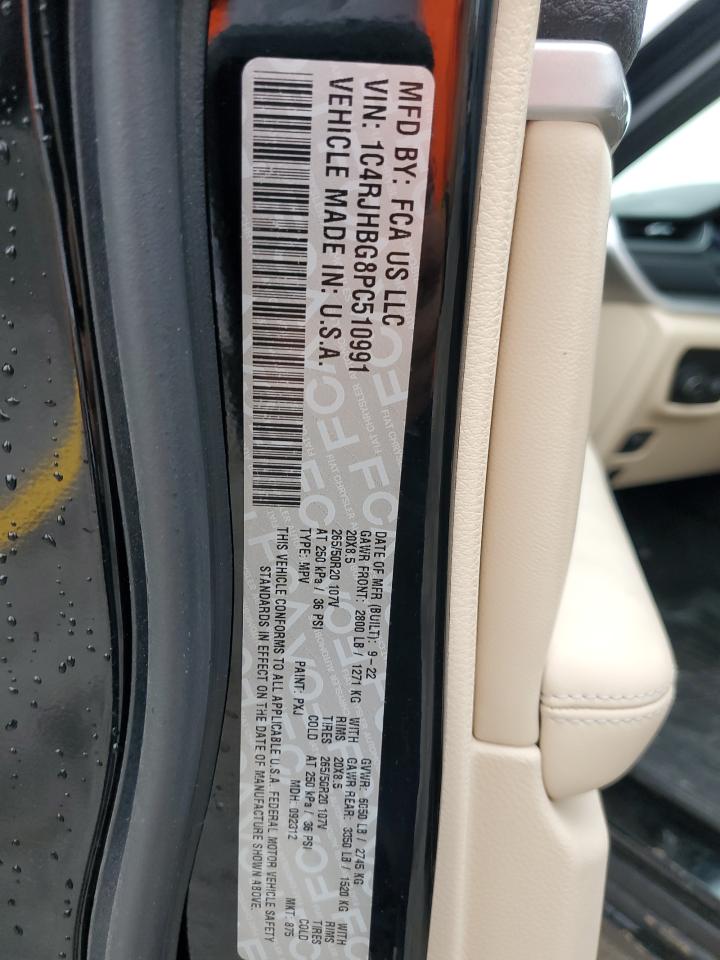 MFD BY: FCA US LLC
VIN: 1C4RJHBG8PC510991
VEHICLE MADE IN: U.S.A.
DATE OF MFR (BUILT): 9-22 GVWR: 6050 LB / 2745 KG
GAWR FRONT: 2800 LB / 1271 KG WITH GAWR REAR: 3350 LB / 1520 KG WITH
20X8.5 RIMS 20X8.5 RIMS
265/50R20 107V TIRES 265/50R20 107V TIRES
AT 250 kPa / 36 PSI COLD AT 250 kPa / 36 PSI COLD
TYPE: MPV PAINT: PXJ MDH: 092312 MKT: 875
THIS VEHICLE CONFORMS TO ALL APPLICABLE U.S.A. FEDERAL MOTOR VEHICLE SAFETY
STANDARDS IN EFFECT ON THE DATE OF MANUFACTURE SHOWN ABOVE.